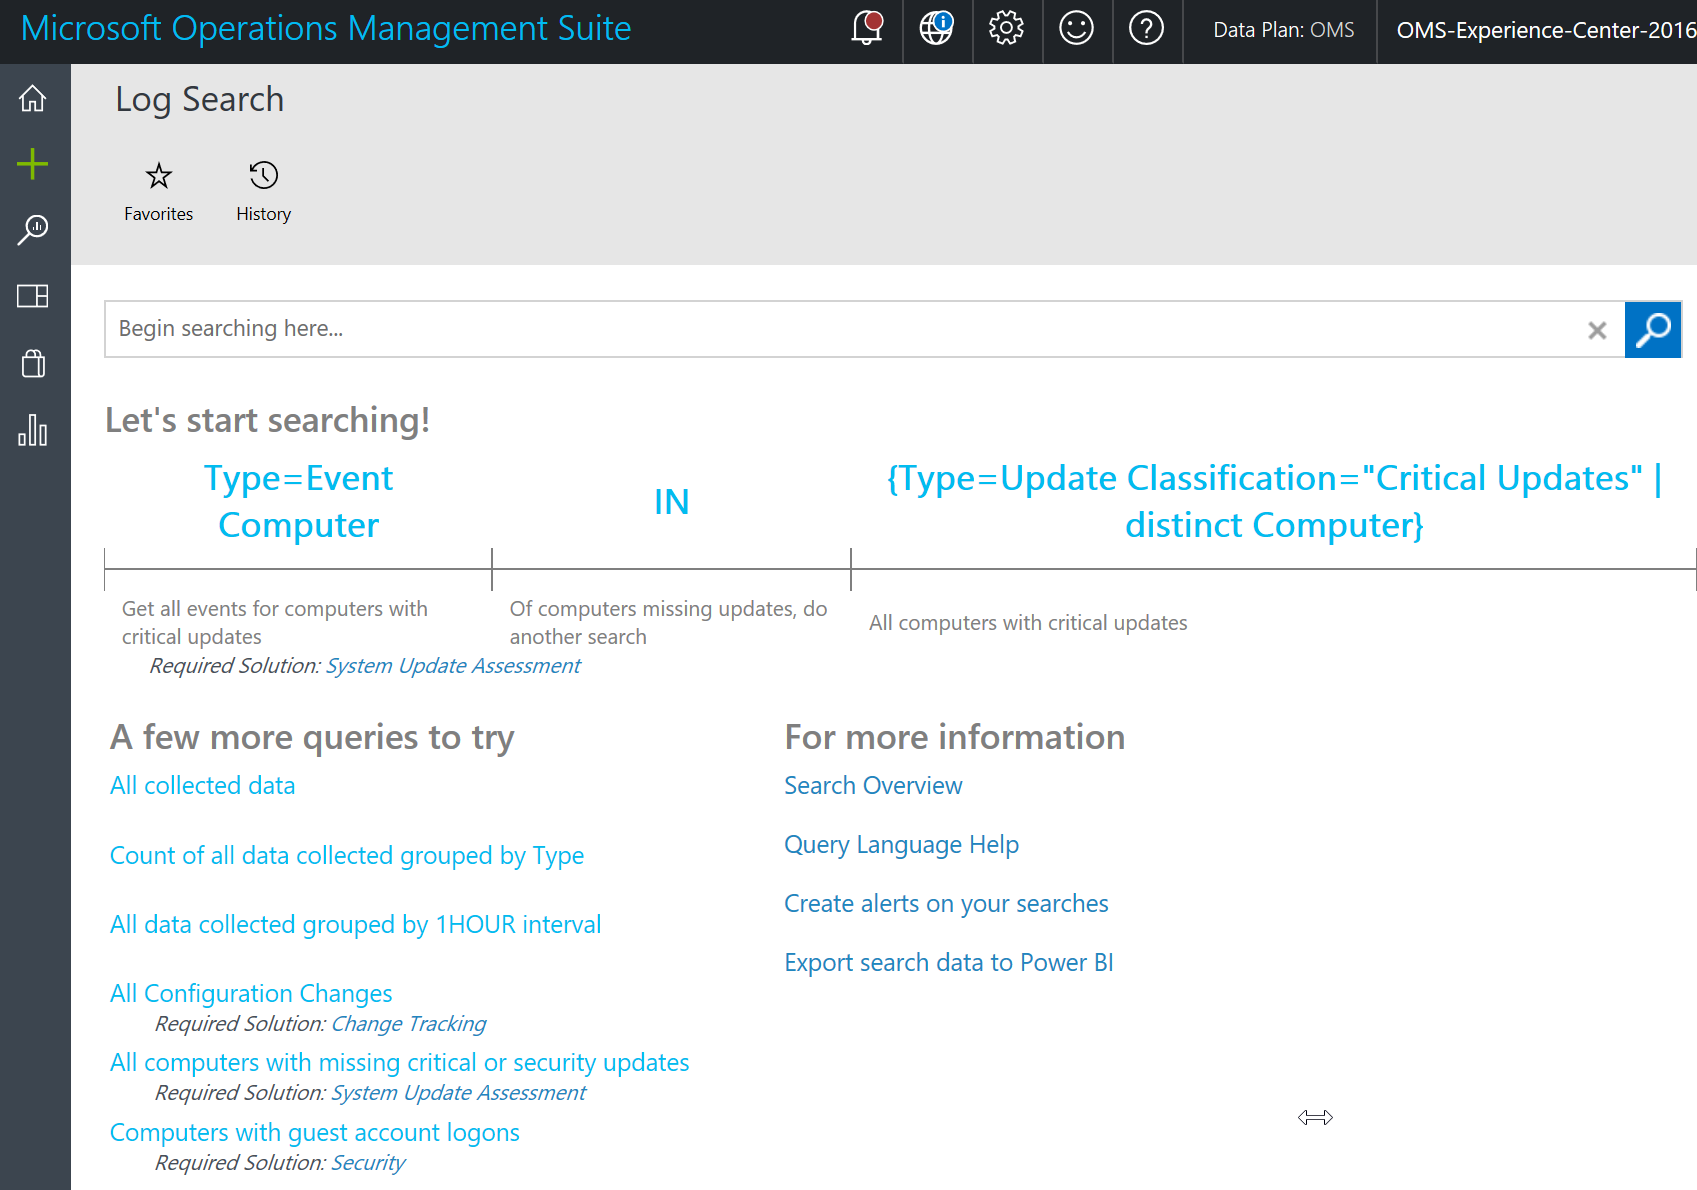 Microsoft Operations Management Suite
Data Plan: OMS
OMS-Experience-Center-2016
Log Search
Favorites
History
Begin searching here...
Let's start searching!
Type=Event
Computer
IN
{Type=Update Classification="Critical Updates" |
distinct Computer}
Get all events for computers with
critical updates
Of computers missing updates, do
another search
All computers with critical updates
Required Solution: System Update Assessment
A few more queries to try
All collected data
Count of all data collected grouped by Type
All data collected grouped by 1HOUR interval
All Configuration Changes
Required Solution: Change Tracking
All computers with missing critical or security updates
Required Solution: System Update Assessment
Computers with guest account logons
Required Solution: Security
For more information
Search Overview
Query Language Help
Create alerts on your searches
Export search data to Power BI